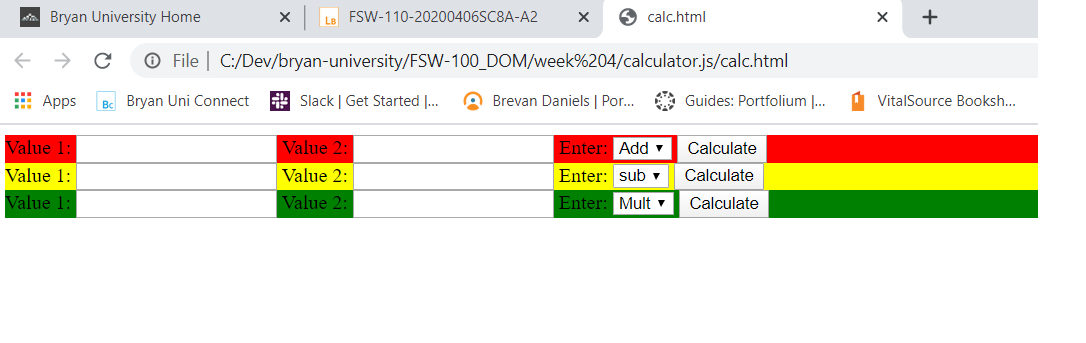 Bryan University Home
LB FSW-110-20200406SC8A-A2
calc.html
File | C:/Dev/bryan-university/FSW-100_DOM/week%204/calculator.js/calc.html
Apps Bc Bryan Uni Connect Slack | Get Started |... Brevan Daniels | Por... Guides: Portfolium |... VitalSource Booksh...
Value 1: Value 2: Enter: Add Calculate
Value 1: Value 2: Enter: sub Calculate
Value 1: Value 2: Enter: Mult Calculate